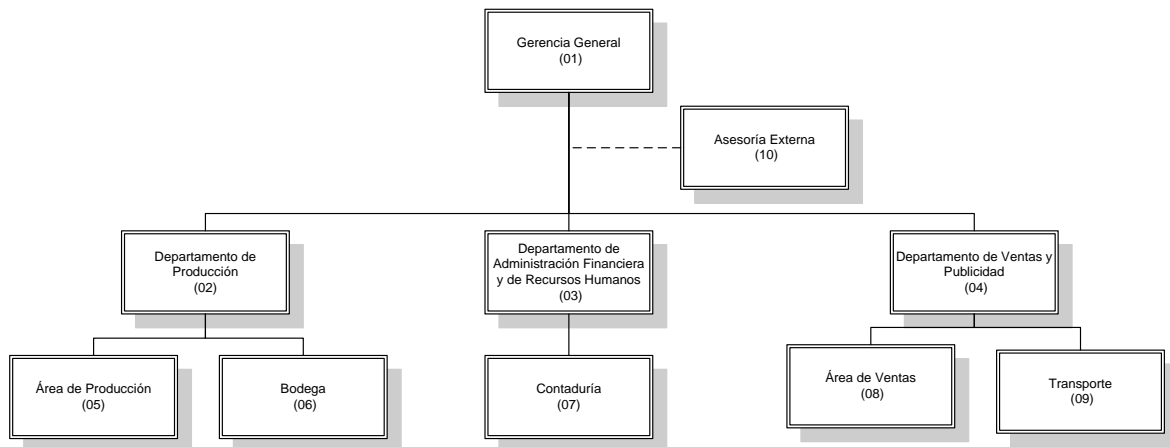 Gerencia General
(01)
Asesoría Externa
(10)
Departamento de
Producción
(02)
Departamento de
Administración Financiera
y de Recursos Humanos
(03)
Departamento de Ventas y
Publicidad
(04)
Área de Producción
(05)
Bodega
(06)
Contaduría
(07)
Área de Ventas
(08)
Transporte
(09)